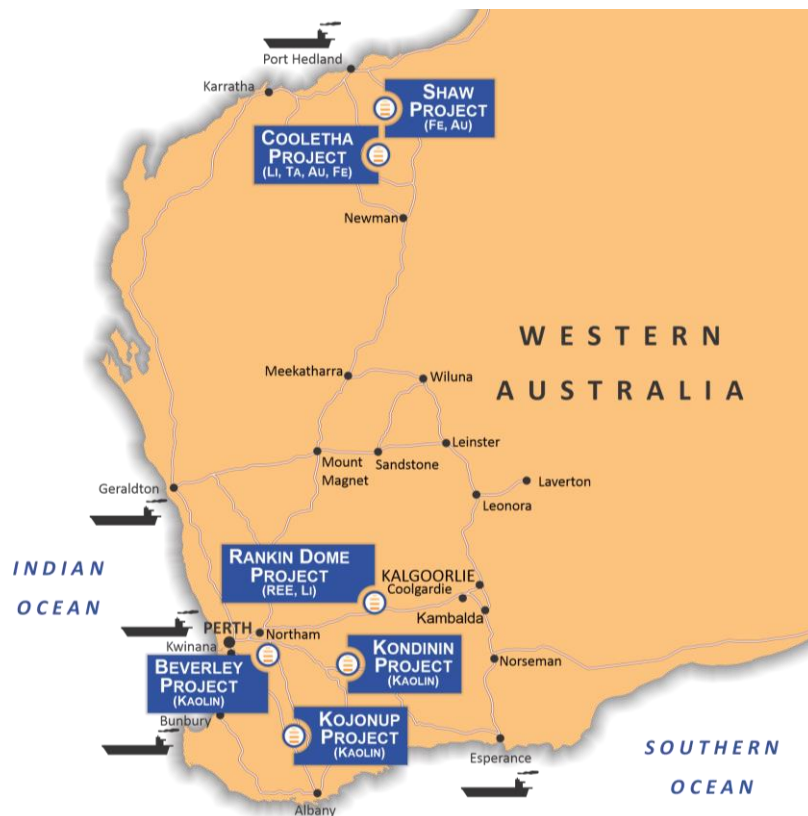 Port Hedland
Karratha
SHAW
PROJECT
(FE, AU)
COOLETHA
PROJECT
(LI, TA, AU, FE)
Newman
WESTERN
AUSTRALIA
Meekatharra
Wiluna
Leinster
Mount
Magnet
Sandstone
Laverton
Geraldton
Leonora
INDIAN
OCEAN
RANKIN DOME
PROJECT
(REE, LI)
KALGOORLIE
Coolgardie
Kambalda
PERTH
Northam
Kwinana
BEVERLEY
PROJECT
(KAOLIN)
KONDININ
PROJECT
(KAOLIN)
Norseman
Bunbury
KOJONUP
PROJECT
(KAOLIN)
Esperance
SOUTHERN
OCEAN
Albany